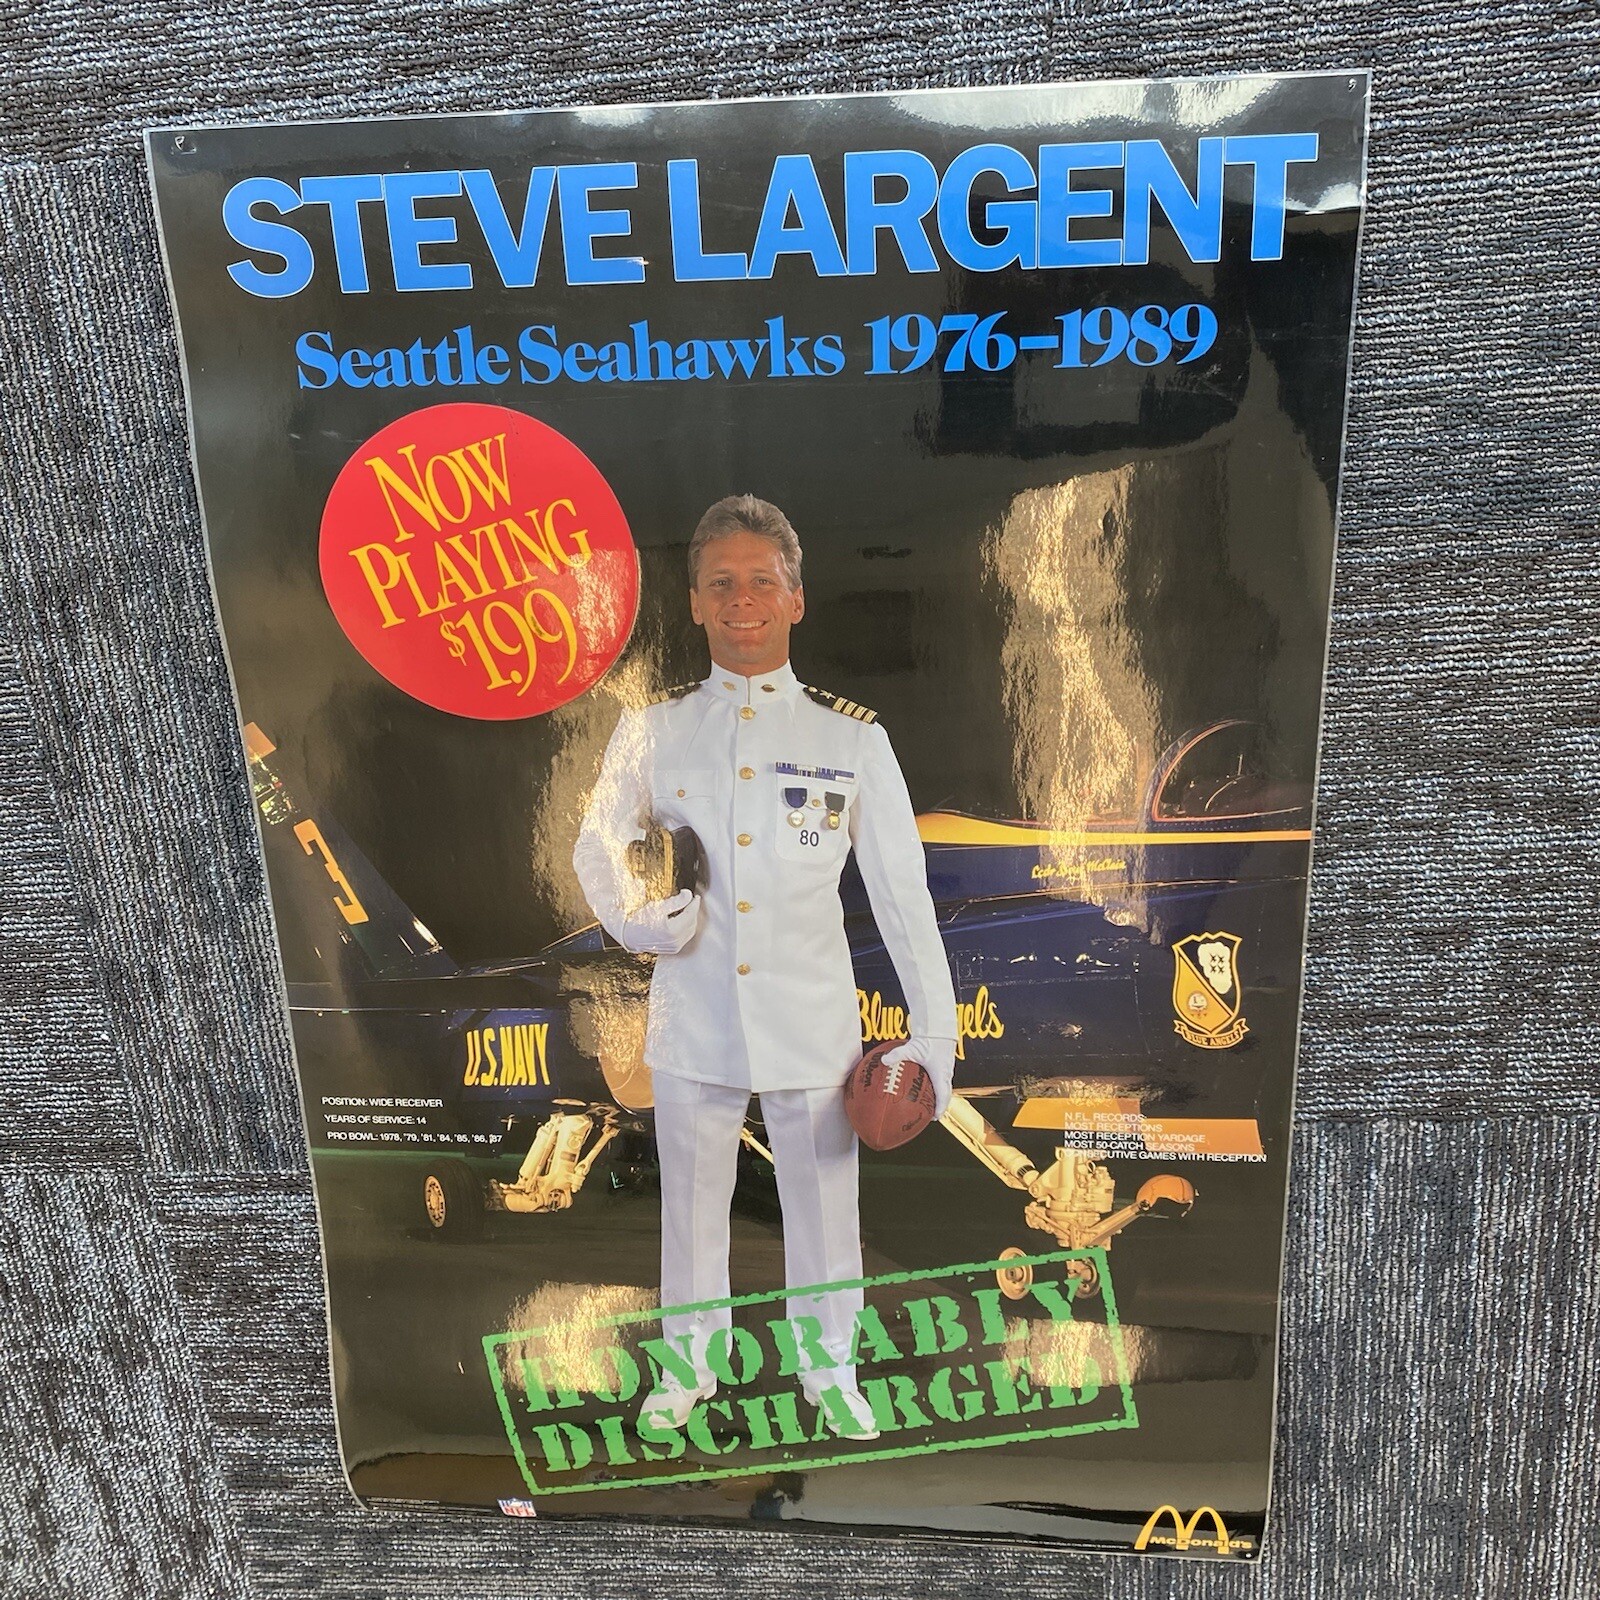 STEVE LARGENT
Seattle Seahawks 1976-1989
NOW
PLAYING
$1.99
80
3
U.S.NAVY
Blue
BLUE ANGELS
Wilson
POSITION: WIDE RECEIVER
YEARS OF SERVICE: 14
PRO BOWL: 1978, '79, '81, '84, '85, '86, '87
N.F.L. RECORDS:
MOST RECEPTIONS
MOST RECEPTION YARDAGE
MOST 50-CATCH SEASONS
CONSECUTIVE GAMES WITH RECEPTION
HONORABLY
DISCHARGED
NFL
McDonald's